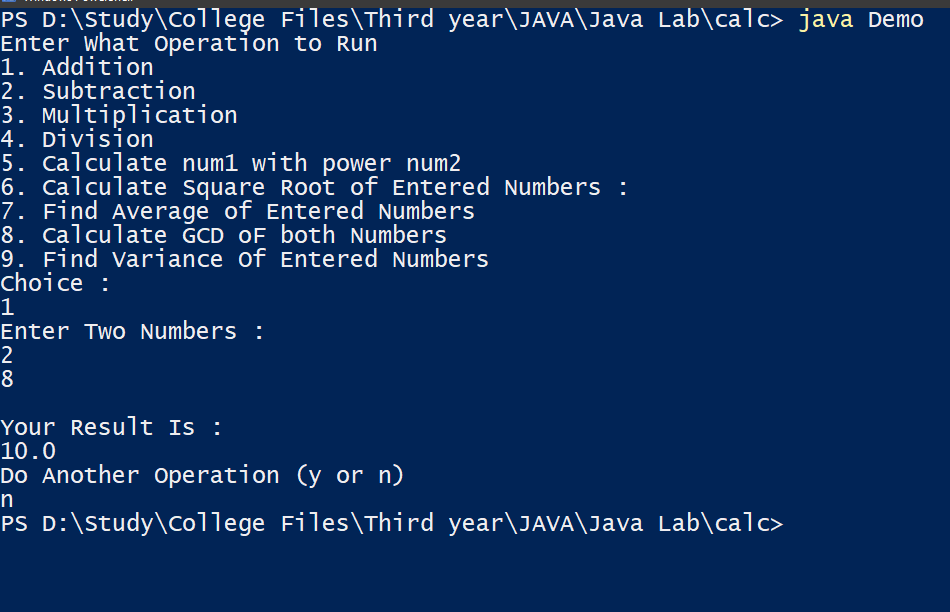 PS D:\Study\College Files\Third year\JAVA\Java Lab\calc> java Demo
Enter What Operation to Run
1. Addition
2. Subtraction
3. Multiplication
4. Division
5. Calculate num1 with power num2
6. Calculate Square Root of Entered Numbers :
7. Find Average of Entered Numbers
8. Calculate GCD oF both Numbers
9. Find Variance Of Entered Numbers
Choice :
1
Enter Two Numbers :
2
8
Your Result Is :
10.0
Do Another Operation (y or n)
n
PS D:\Study\College Files\Third year\JAVA\Java Lab\calc>